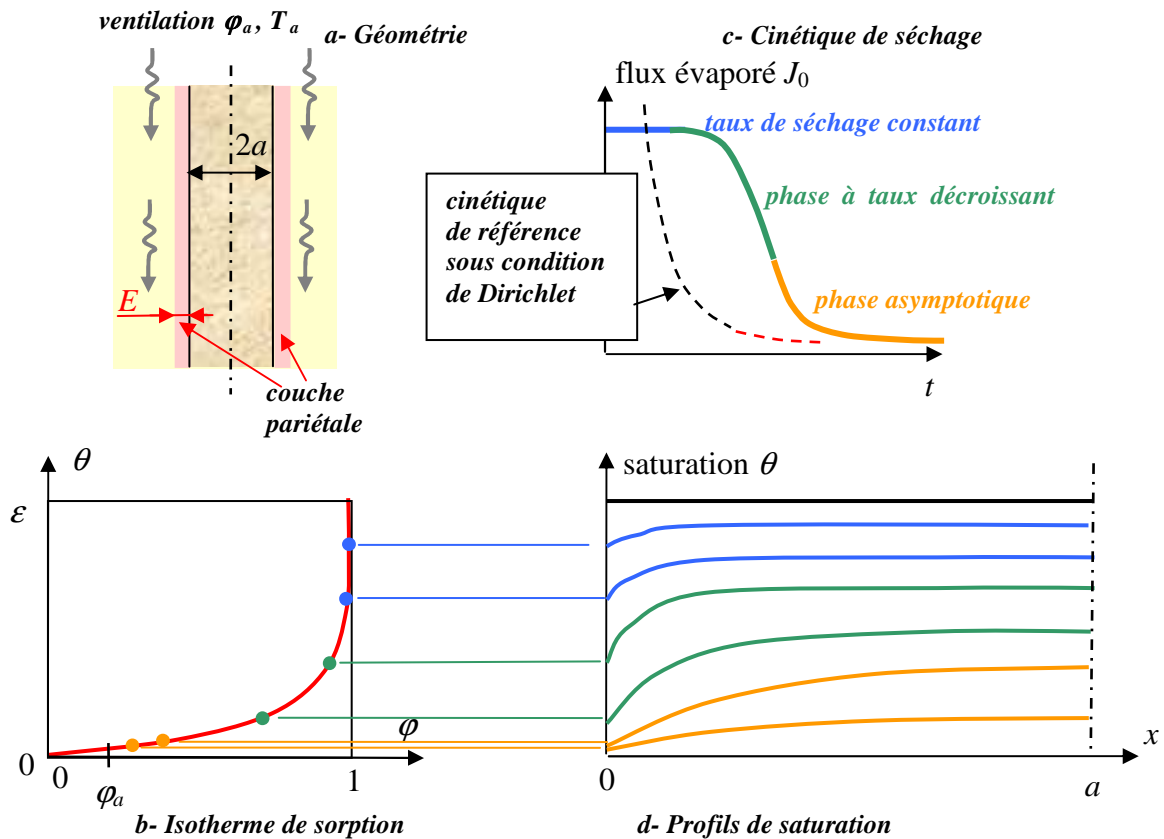 ventilation φa, Ta
a- Géométrie
2a
E
couche
pariétale
c- Cinétique de séchage
flux évaporé J0
taux de séchage constant
phase à taux décroissant
phase asymptotique
cinétique
de référence
sous condition
de Dirichlet
t
θ
ε
φ
0
0
φa
1
b- Isotherme de sorption
saturation θ
0
a
x
d- Profils de saturation